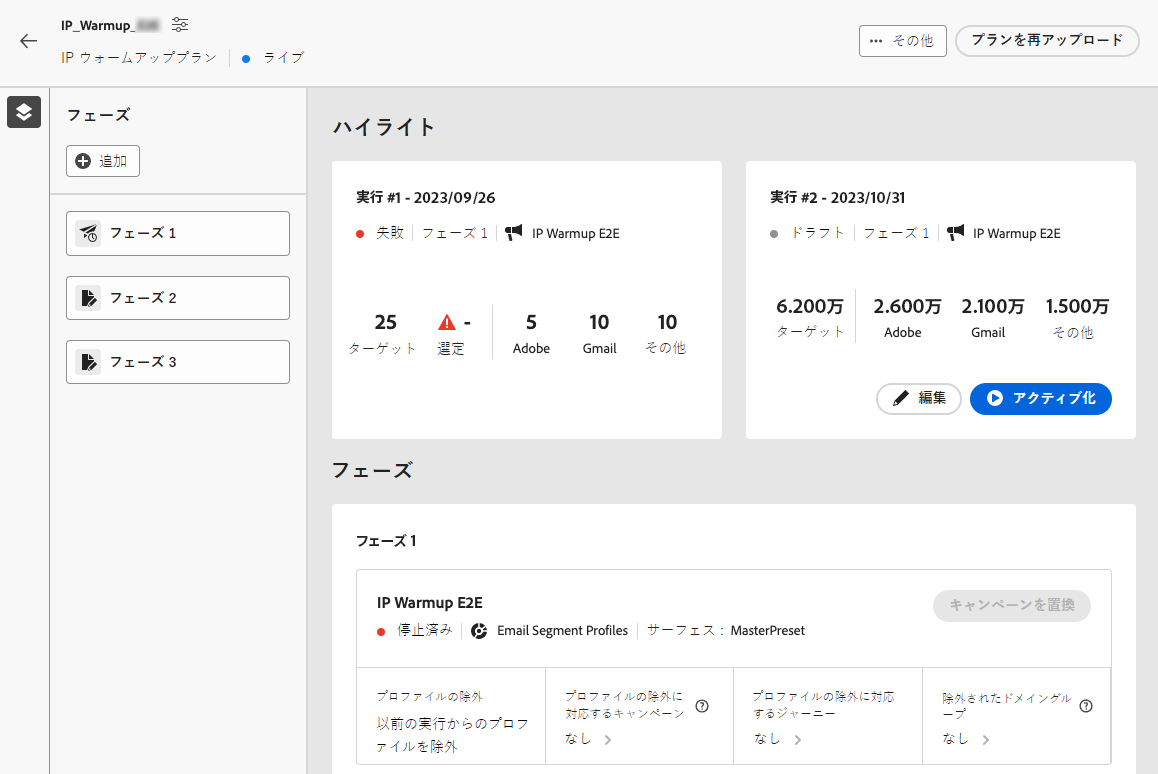 IP_Warmup_
IP ウォームアッププラン
ライブ
••• その他
プランを再アップロード
フェーズ
追加
フェーズ 1
フェーズ 2
フェーズ 3
ハイライト
実行 #1 - 2023/09/26
失敗 フェーズ 1 IP Warmup E2E
25 - 5 10 10
ターゲット 選定 Adobe Gmail その他
実行 #2 - 2023/10/31
ドラフト フェーズ 1 IP Warmup E2E
6.200万 2.600万 2.100万 1.500万
ターゲット Adobe Gmail その他
編集 アクティブ化
フェーズ
フェーズ 1
IP Warmup E2E
キャンペーンを置換
停止済み Email Segment Profiles サーフェス： MasterPreset
プロファイルの除外
以前の実行からのプロフ
ァイルを除外
プロファイルの除外に
対応するキャンペーン
なし
プロファイルの除外に対応
するジャーニー
なし
除外されたドメイングル
ープ
なし